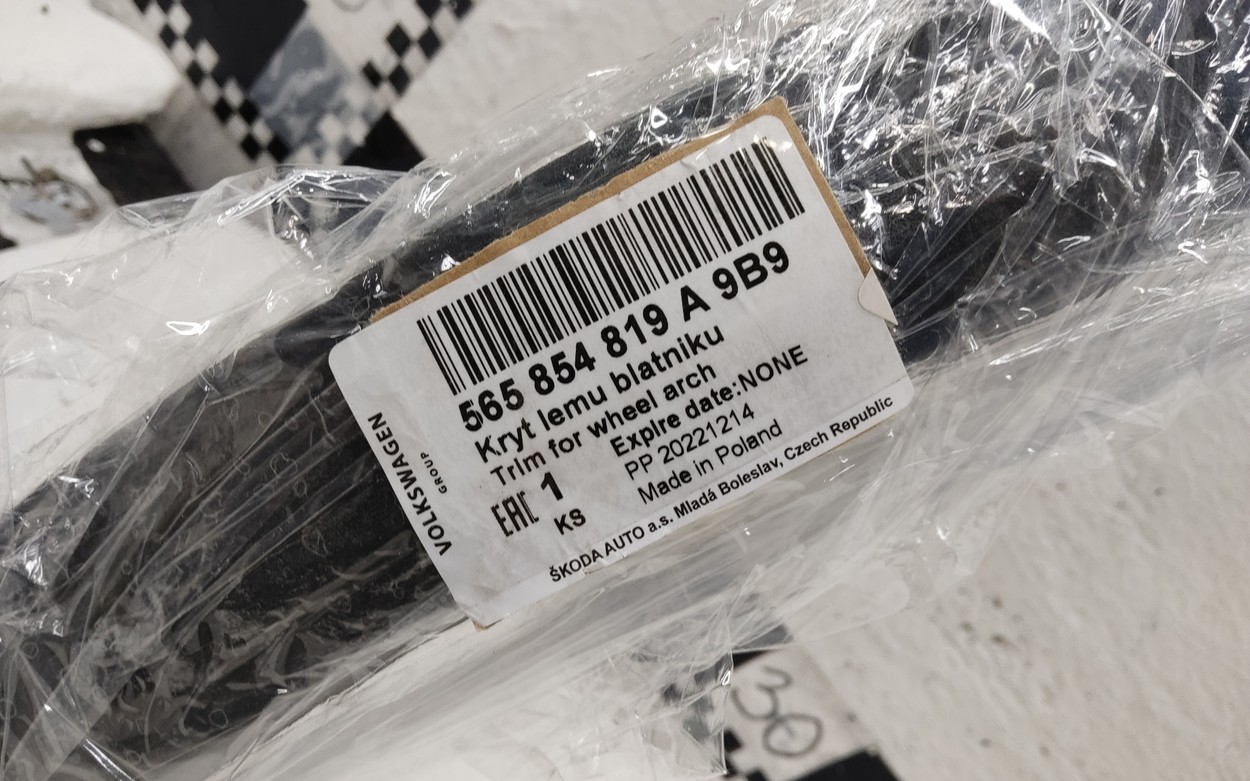 565 854 819 A 9B9
Kryt lemu blatniku
Trim for wheel arch
Expire date:NONE
EAC 1 PP 20221214
KS Made in Poland
ŠKODA AUTO a.s. Mladá Boleslav, Czech Republic
VOLKSWAGEN
GROUP
30